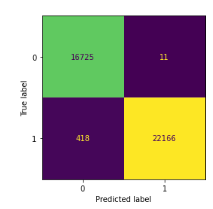 0
16725 11
True label
1
418 22166
0 1
Predicted label